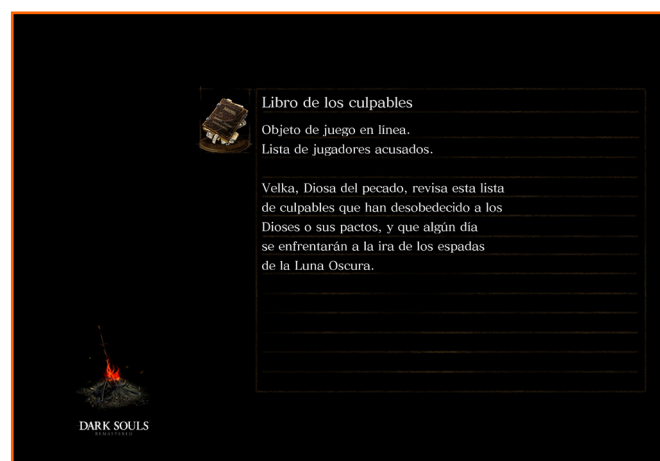 Libro de los culpables
Objeto de juego en línea.
Lista de jugadores acusados.
Velka, Diosa del pecado, revisa esta lista
de culpables que han desobedecido a los
Dioses o sus pactos, y que algún día
se enfrentarán a la ira de los espadas
de la Luna Oscura.
DARK SOULS
REMASTERED